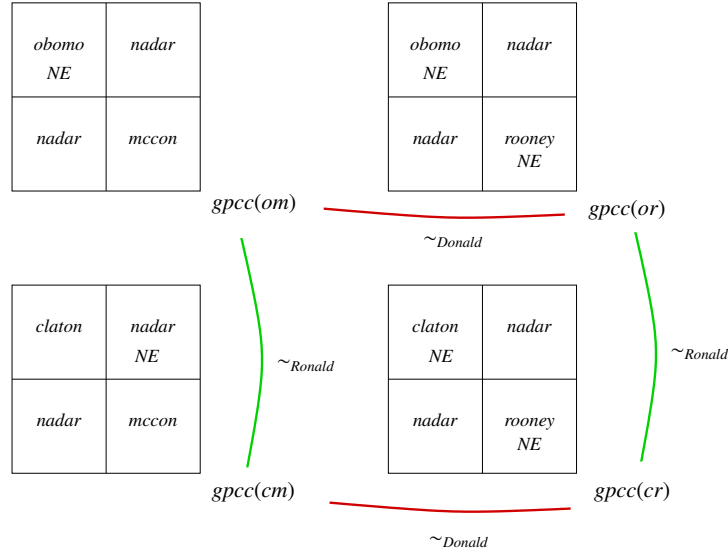 obomo nadar
NE
nadar mccon
gpcc(om)
obomo nadar
NE
nadar rooney
NE
gpcc(or)
~Donald
claton nadar
NE
nadar mccon
gpcc(cm)
~Ronald
claton nadar
NE
nadar rooney
NE
gpcc(cr)
~Ronald
~Donald